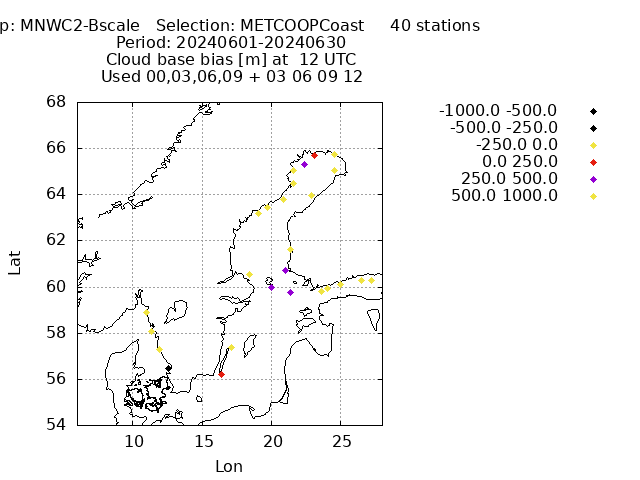 p: MNWC2-Bscale Selection: METCOOPCoast 40 stations
Period: 20240601-20240630
Cloud base bias [m] at 12 UTC
Used 00,03,06,09 + 03 06 09 12
-1000.0 -500.0
-500.0 -250.0
-250.0 0.0
0.0 250.0
250.0 500.0
500.0 1000.0
68
66
64
62
60
58
56
54
Lat
10 15 20 25
Lon